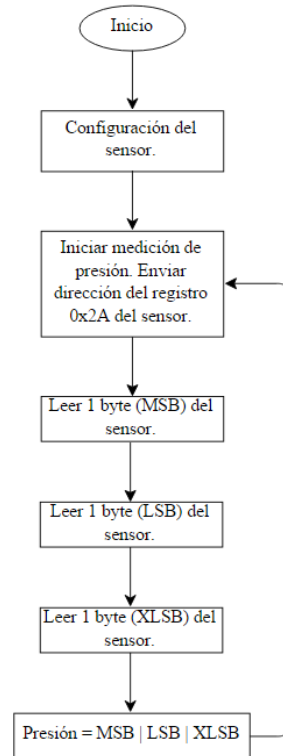 Inicio
Configuración del
sensor.
Iniciar medición de
presión. Enviar
dirección del registro
0x2A del sensor.
Leer 1 byte (MSB) del
sensor.
Leer 1 byte (LSB) del
sensor.
Leer 1 byte (XLSB) del
sensor.
Presión = MSB | LSB | XLSB